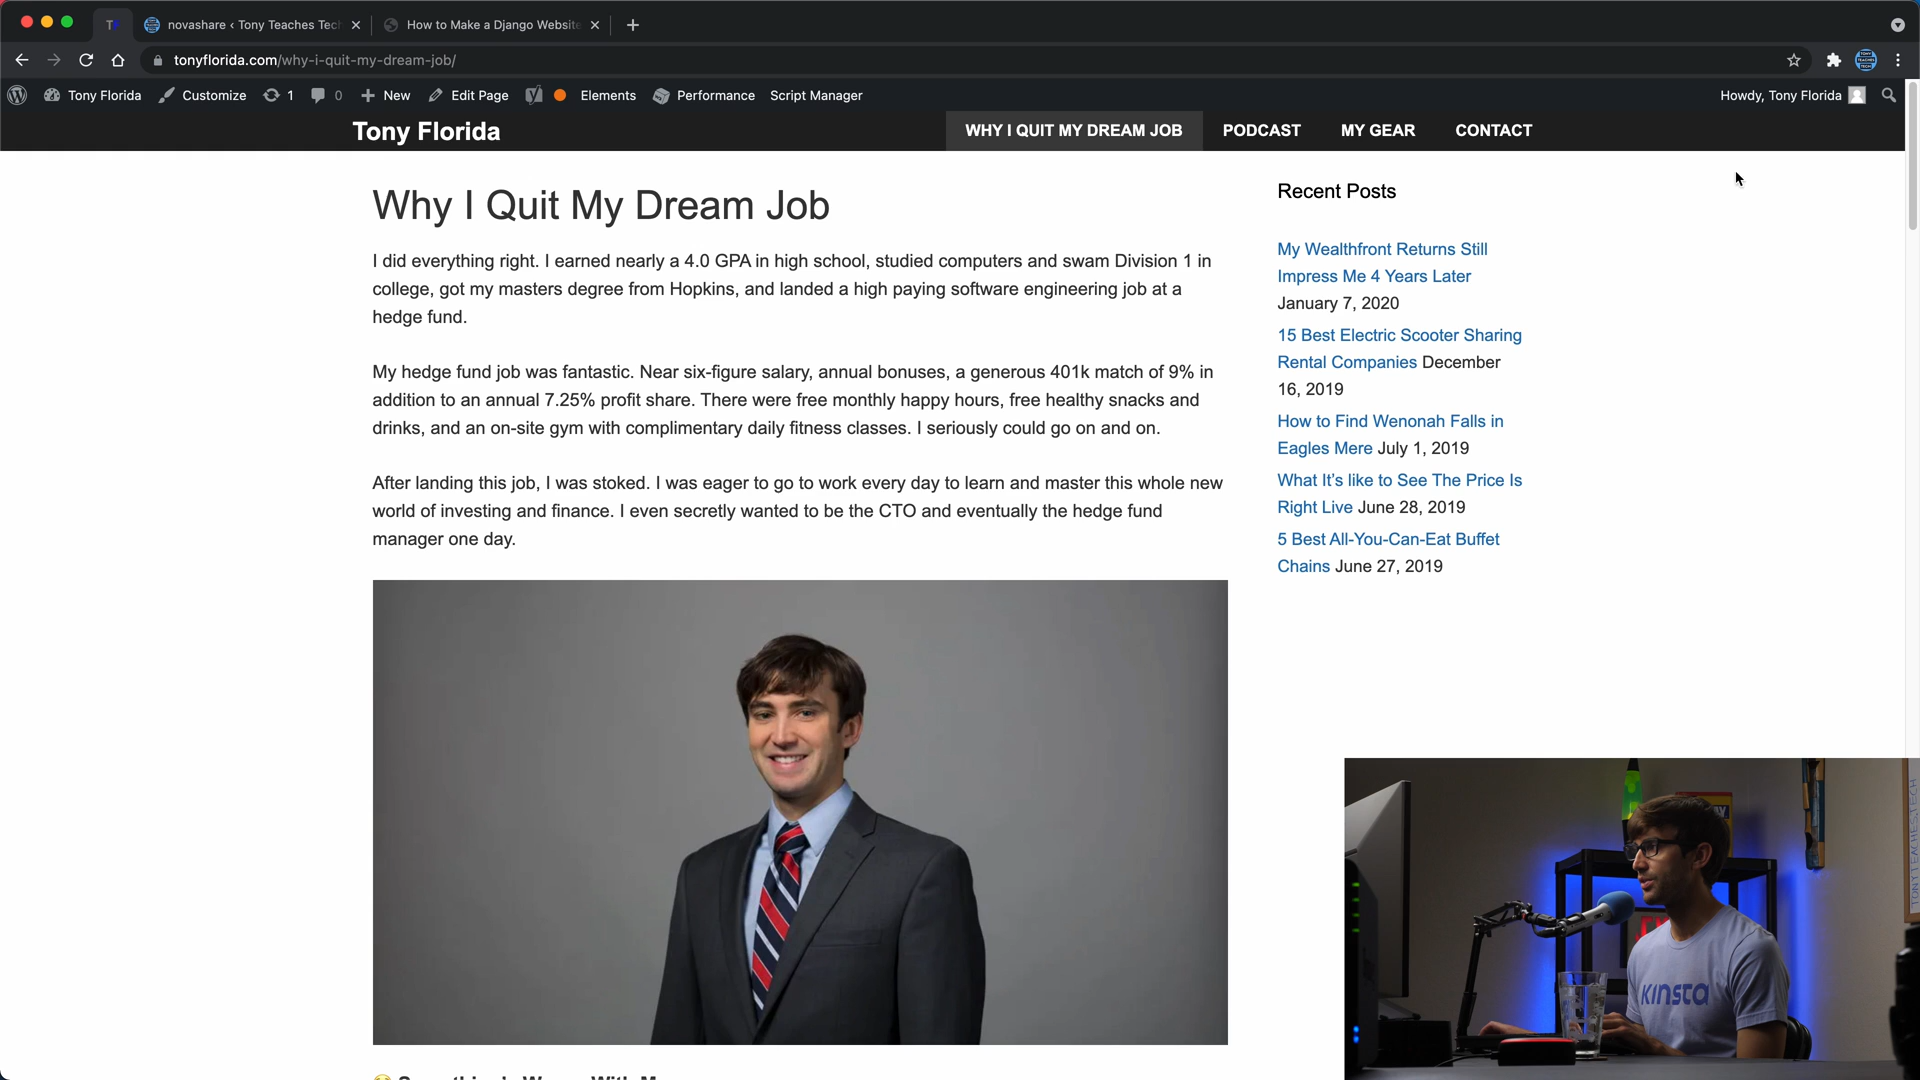 novashare ‹ Tony Teaches Tec
How to Make a Django Website
tonyflorida.com/why-i-quit-my-dream-job/
Tony Florida
Customize
1
0
New
Edit Page
Elements
Performance
Script Manager
Howdy, Tony Florida
Tony Florida
WHY I QUIT MY DREAM JOB
PODCAST
MY GEAR
CONTACT
Why I Quit My Dream Job
I did everything right. I earned nearly a 4.0 GPA in high school, studied computers and swam Division 1 in
college, got my masters degree from Hopkins, and landed a high paying software engineering job at a
hedge fund.
My hedge fund job was fantastic. Near six-figure salary, annual bonuses, a generous 401k match of 9% in
addition to an annual 7.25% profit share. There were free monthly happy hours, free healthy snacks and
drinks, and an on-site gym with complimentary daily fitness classes. I seriously could go on and on.
After landing this job, I was stoked. I was eager to go to work every day to learn and master this whole new
world of investing and finance. I even secretly wanted to be the CTO and eventually the hedge fund
manager one day.
Recent Posts
My Wealthfront Returns Still
Impress Me 4 Years Later
January 7, 2020
15 Best Electric Scooter Sharing
Rental Companies December
16, 2019
How to Find Wenonah Falls in
Eagles Mere July 1, 2019
What It's like to See The Price Is
Right Live June 28, 2019
5 Best All-You-Can-Eat Buffet
Chains June 27, 2019
KINSTA
TONY TEACHES TECH